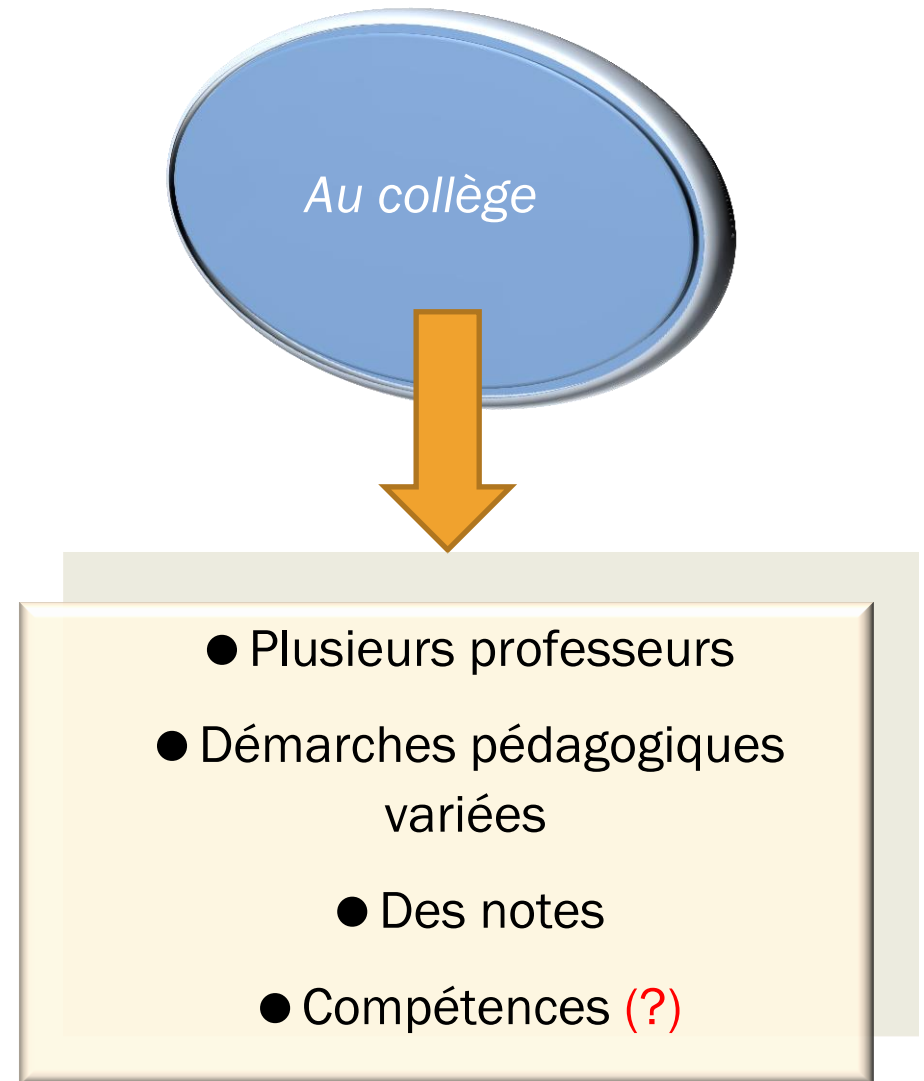 Au collège
● Plusieurs professeurs
● Démarches pédagogiques
variées
● Des notes
● Compétences (?)